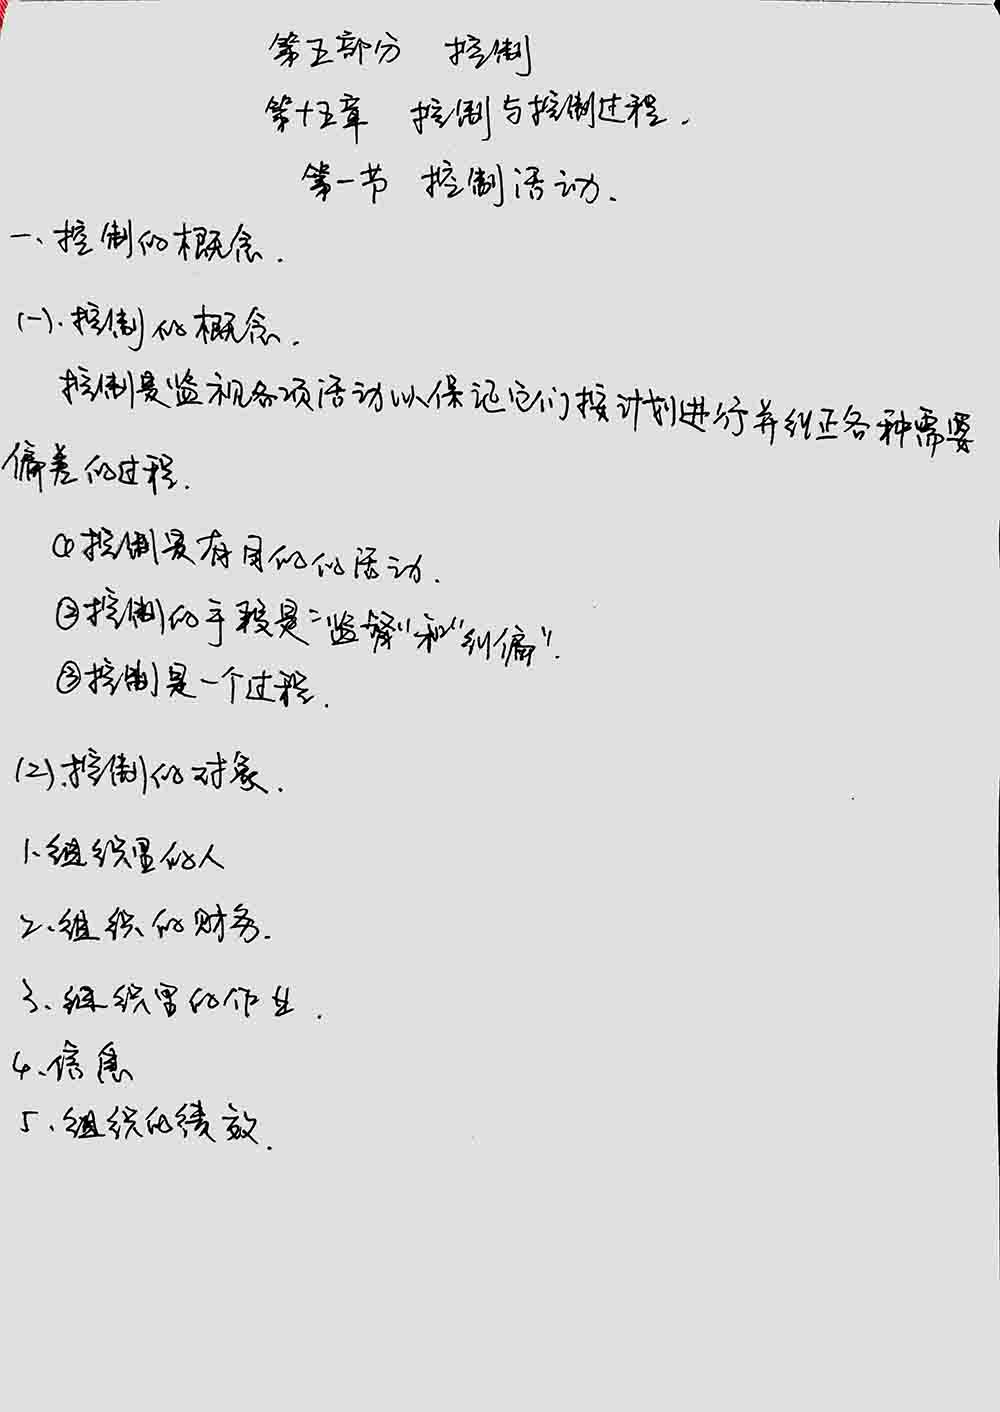 第五部分 控制
第十五章 控制与控制过程.
第一节 控制活动.
一、控制的概念.
(一).控制的概念.
控制是监视各项活动以保证它们按计划进行并纠正各种需要
偏差的过程.
①控制是有目的的活动.
②控制的手段是"监督"和"纠偏".
③控制是一个过程.
(2).控制的对象.
1、组织里的人
2、组织的财务.
3、组织里的作业.
4、信息
5、组织的绩效.